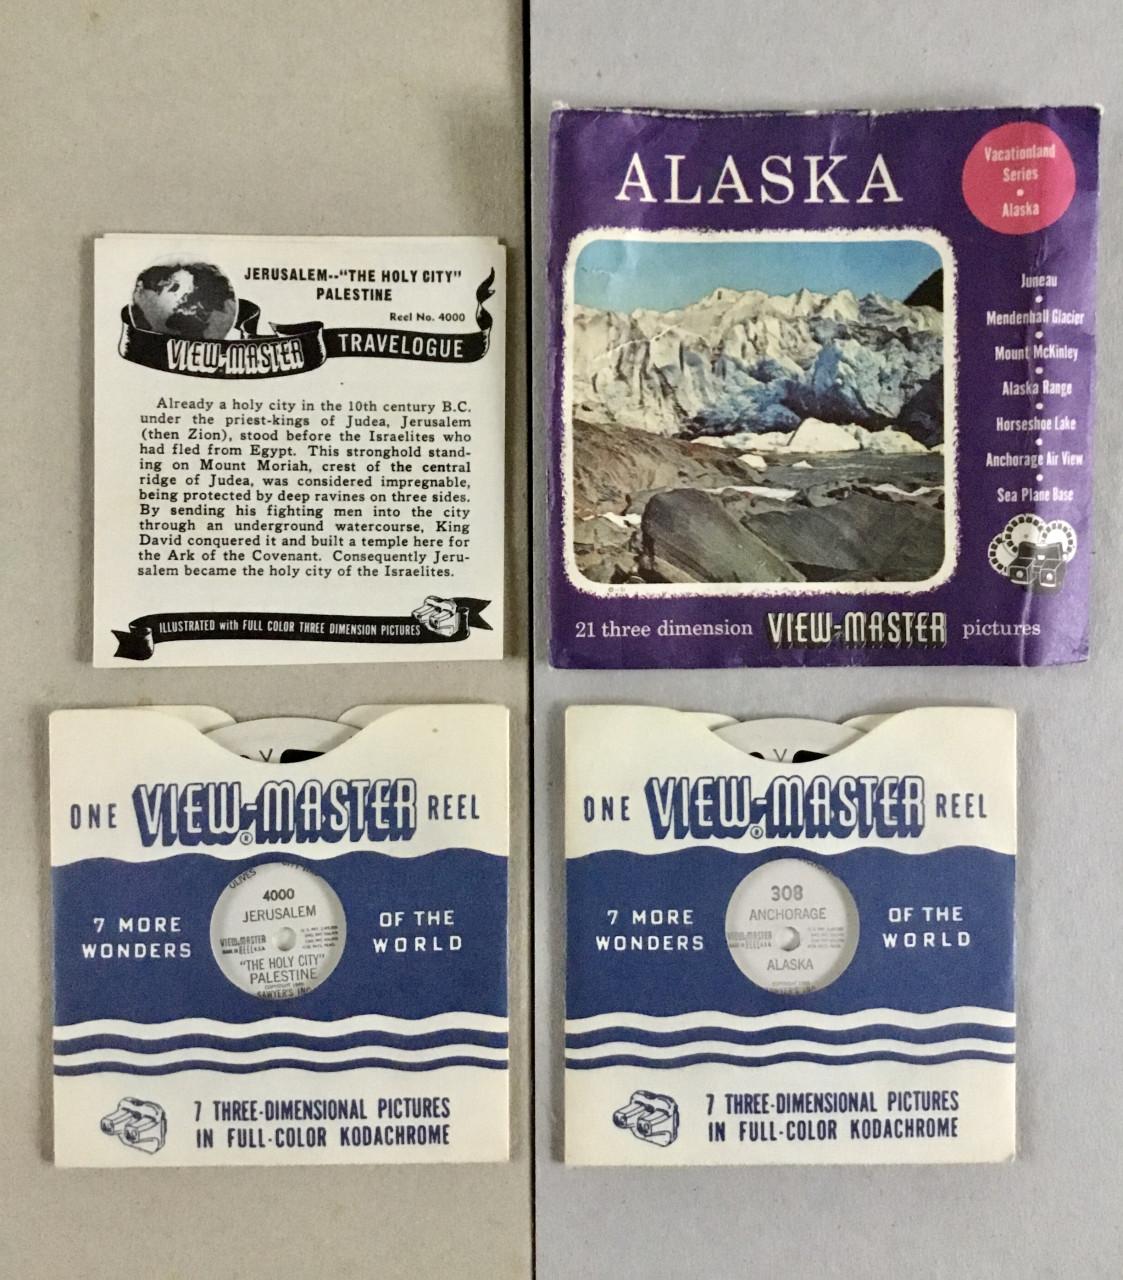 JERUSALEM--"THE HOLY CITY"
PALESTINE
Reel No. 4000
VIEW-MASTER TRAVELOGUE
Already a holy city in the 10th century B.C.
under the priest-kings of Judea, Jerusalem
(then Zion), stood before the Israelites who
had fled from Egypt. This stronghold stand-
ing on Mount Moriah, crest of the central
ridge of Judea, was considered impregnable,
being protected by deep ravines on three sides.
By sending his fighting men into the city
through an underground watercourse, King
David conquered it and built a temple here for
the Ark of the Covenant. Consequently Jeru-
salem became the holy city of the Israelites.
ILLUSTRATED with FULL COLOR THREE DIMENSION PICTURES
ALASKA
Vacationland
Series
•
Alaska
Juneau
•
Mendenhall Glacier
•
Mount McKinley
•
Alaska Range
•
Horseshoe Lake
•
Anchorage Air View
•
Sea Plane Base
21 three dimension VIEW-MASTER pictures
ONE VIEW-MASTER® REEL
7 MORE
WONDERS
OLIVES
4000
JERUSALEM
VIEW-MASTER
REEL
"THE HOLY CITY"
PALESTINE
SAWYER'S INC
OF THE
WORLD
7 THREE-DIMENSIONAL PICTURES
IN FULL-COLOR KODACHROME
ONE VIEW-MASTER® REEL
7 MORE
WONDERS
308
ANCHORAGE
VIEW-MASTER
REEL
ALASKA
OF THE
WORLD
7 THREE-DIMENSIONAL PICTURES
IN FULL-COLOR KODACHROME